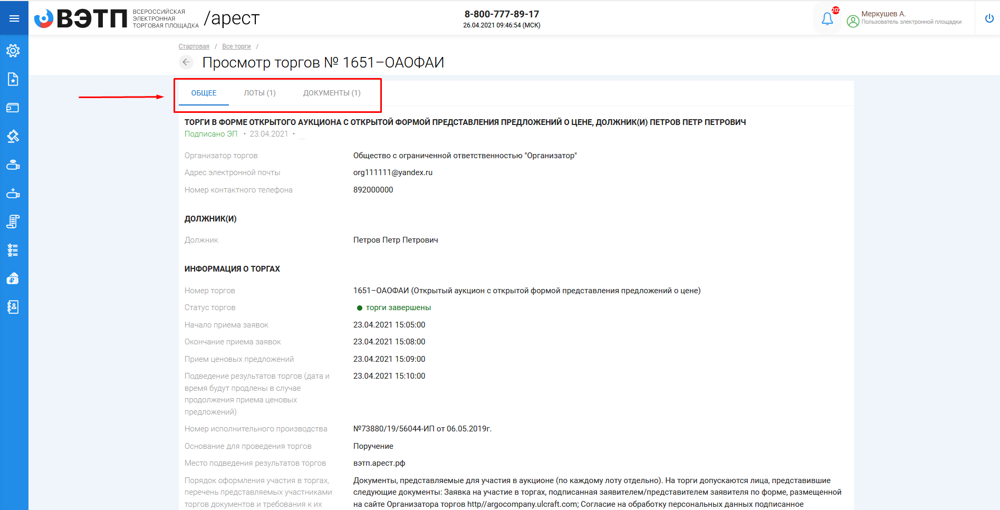 ВЭТП
ВСЕРОССИЙСКАЯ
ЭЛЕКТРОННАЯ
ТОРГОВАЯ ПЛОЩАДКА
/арест
8-800-777-89-17
26.04.2021 09:46:54 (МСК)
Меркушев А.
Пользователь электронной площадки
Стартовая / Все торги /
Просмотр торгов № 1651–ОАОФАИ
ОБЩЕЕ ЛОТЫ (1) ДОКУМЕНТЫ (1)
ТОРГИ В ФОРМЕ ОТКРЫТОГО АУКЦИОНА С ОТКРЫТОЙ ФОРМОЙ ПРЕДСТАВЛЕНИЯ ПРЕДЛОЖЕНИЙ О ЦЕНЕ, ДОЛЖНИК(И) ПЕТРОВ ПЕТР ПЕТРОВИЧ
Подписано ЭП • 23.04.2021 •
Организатор торгов Общество с ограниченной ответственностью "Организатор"
Адрес электронной почты org111111@yandex.ru
Номер контактного телефона 892000000
ДОЛЖНИК(И)
Должник Петров Петр Петрович
ИНФОРМАЦИЯ О ТОРГАХ
Номер торгов 1651–ОАОФАИ (Открытый аукцион с открытой формой представления предложений о цене)
Статус торгов торги завершены
Начало приема заявок 23.04.2021 15:05:00
Окончание приема заявок 23.04.2021 15:08:00
Прием ценовых предложений 23.04.2021 15:09:00
Подведение результатов торгов (дата и 23.04.2021 15:10:00
время будут продлены в случае
продолжения приема ценовых
предложений)
Номер исполнительного производства №73880/19/56044-ИП от 06.05.2019г.
Основание для проведения торгов Поручение
Место подведения результатов торгов вэтп.арест.рф
Порядок оформления участия в торгах, Документы, представляемые для участия в аукционе (по каждому лоту отдельно). На торги допускаются лица, представившие
перечень представляемых участниками следующие документы: Заявка на участие в торгах, подписанная заявителем/представителем заявителя по форме, размещенной
торгов документов и требования к их на сайте Организатора торгов http//argocompany.ulcraft.com; Согласие на обработку персональных данных подписанное